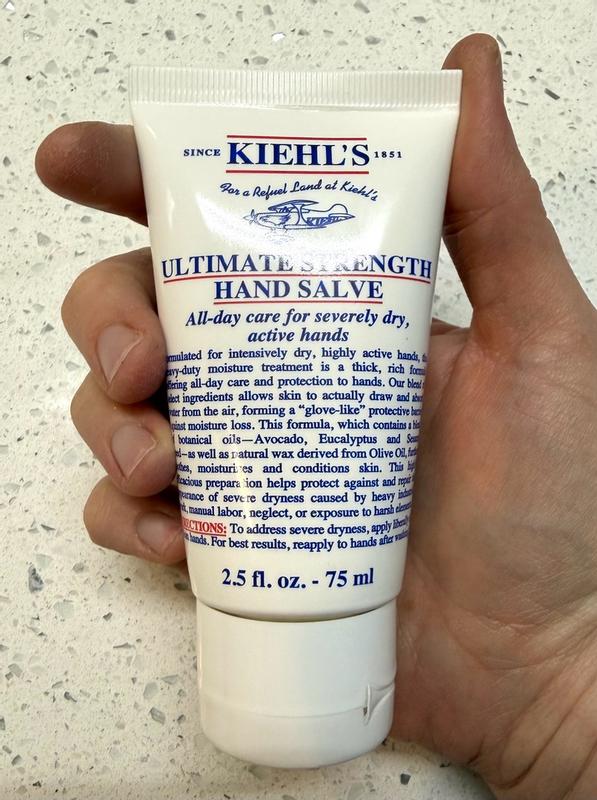 SINCE KIEHL'S 1851
For a Refuel Land at Kiehl's
KIEHL'S
ULTIMATE STRENGTH
HAND SALVE
All-day care for severely dry,
active hands
for intensively dry, highly active hands,
moisture treatment is a thick, rich
all-day care and protection to hands. Our
ingredients allows skin to actually draw and
from the air, forming a “glove-like” protective
moisture loss. This formula, which contains a
botanical oils—Avocado, Eucalyptus and
as well as natural wax derived from Olive Oil,
moisturizes and conditions skin. This
preparation helps protect against and
of severe dryness caused by heavy
manual labor, neglect, or exposure to harsh
To address severe dryness, apply
hands. For best results, reapply to hands after
2.5 fl. oz. - 75 ml